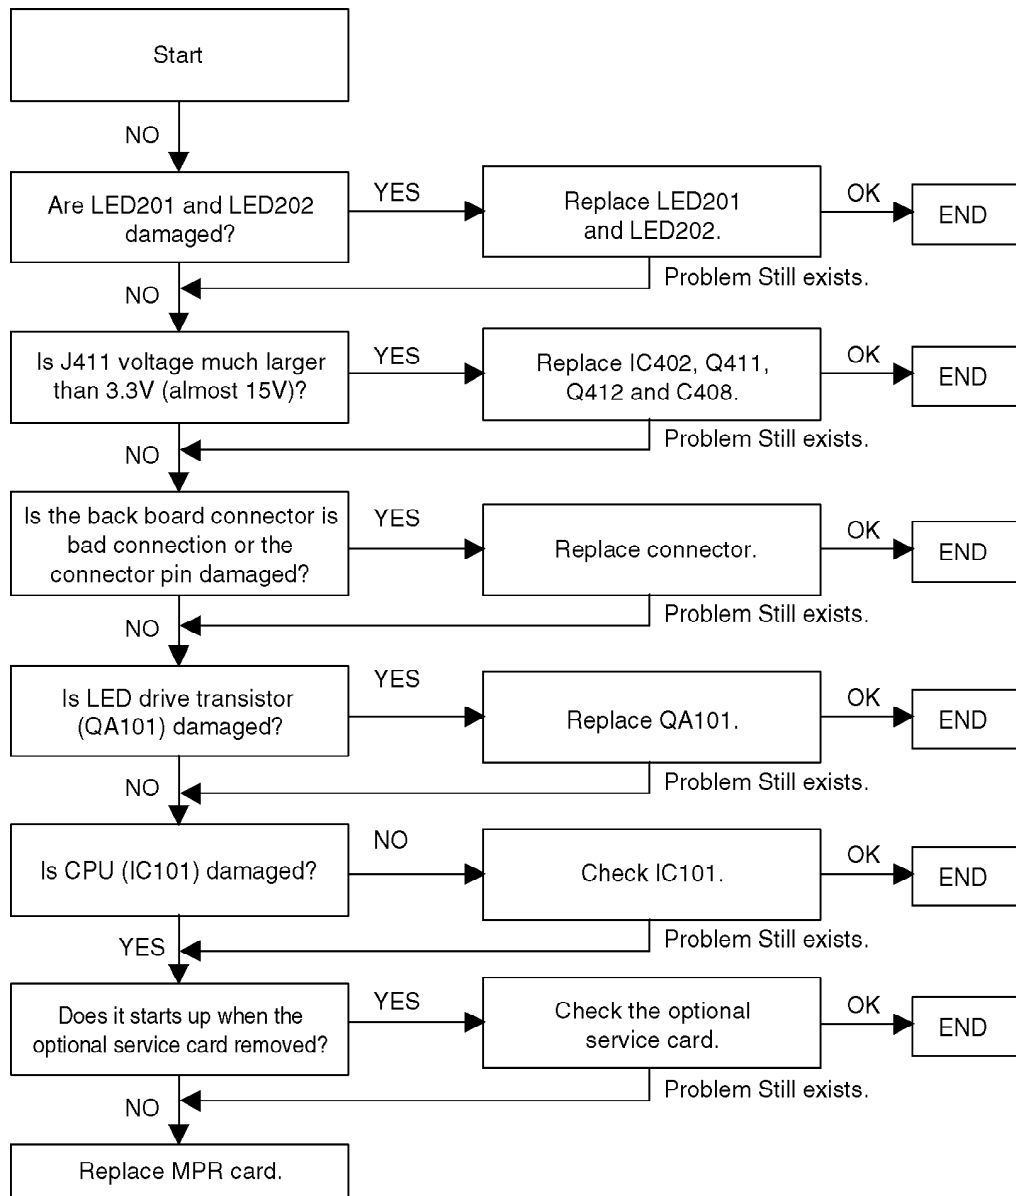 Start
NO
Are LED201 and LED202
damaged?
YES
Replace LED201
and LED202.
OK
END
Problem Still exists.
NO
Is J411 voltage much larger
than 3.3V (almost 15V)?
YES
Replace IC402, Q411,
Q412 and C408.
OK
END
Problem Still exists.
NO
Is the back board connector is
bad connection or the
connector pin damaged?
YES
Replace connector.
OK
END
Problem Still exists.
NO
Is LED drive transistor
(QA101) damaged?
YES
Replace QA101.
OK
END
Problem Still exists.
NO
Is CPU (IC101) damaged?
NO
Check IC101.
OK
END
Problem Still exists.
YES
Does it starts up when the
optional service card removed?
YES
Check the optional
service card.
OK
END
Problem Still exists.
NO
Replace MPR card.